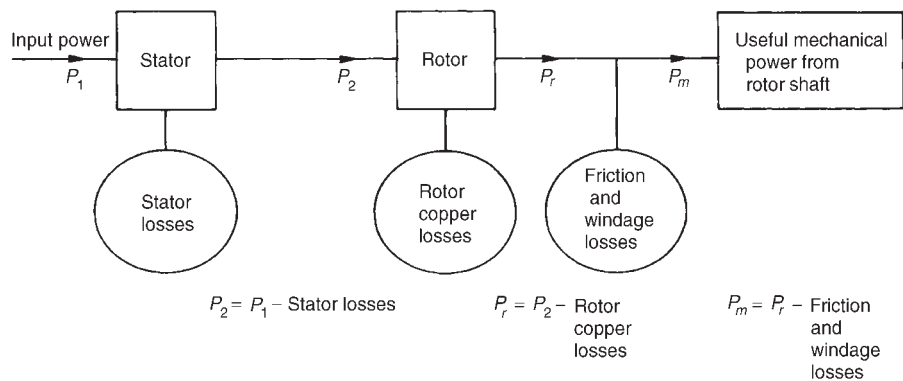 Input power
P1
Stator
P2
Rotor
Pr
Pm
Useful mechanical
power from
rotor shaft
Stator
losses
Rotor
copper
losses
Friction
and
windage
losses
P2 = P1 – Stator losses
Pr = P2 – Rotor
copper
losses
Pm = Pr – Friction
and
windage
losses